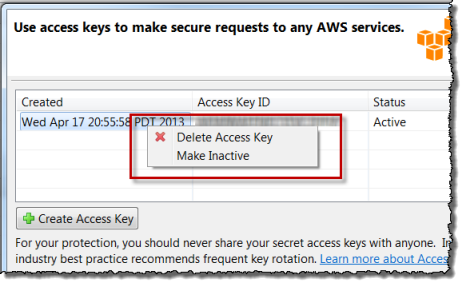 Use access keys to make secure requests to any AWS services.
Created Access Key ID Status
Wed Apr 17 20:55:58 PDT 2013 Active
Delete Access Key
Make Inactive
Create Access Key
For your protection, you should never share your secret access keys with anyone. In
industry best practice recommends frequent key rotation. Learn more about Acces